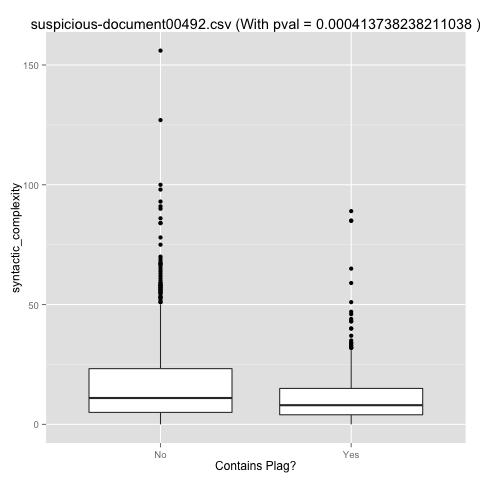 suspicious-document00492.csv (With pval = 0.000413738238211038 )
150
100
50
0
syntactic_complexity
No
Yes
Contains Plag?